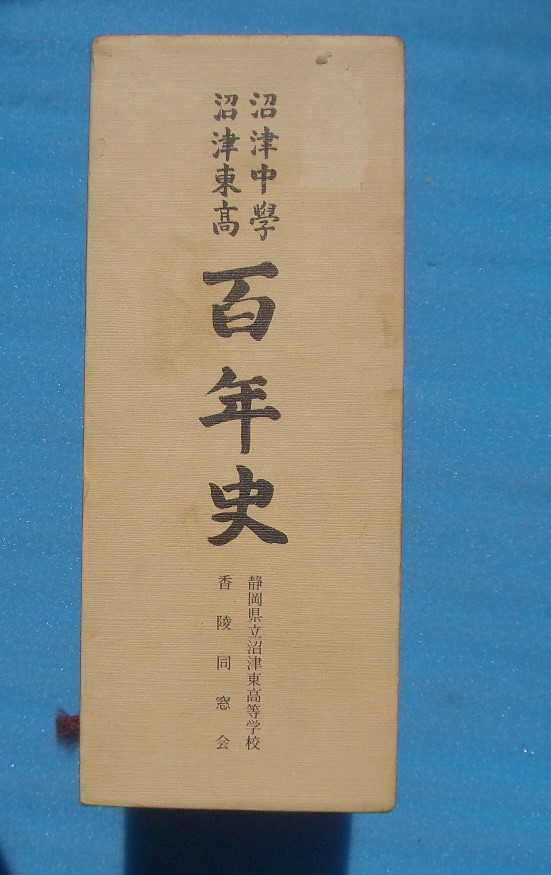 沼津中學
沼津東高
百年史
静岡県立沼津東高等学校
香陵同窓会